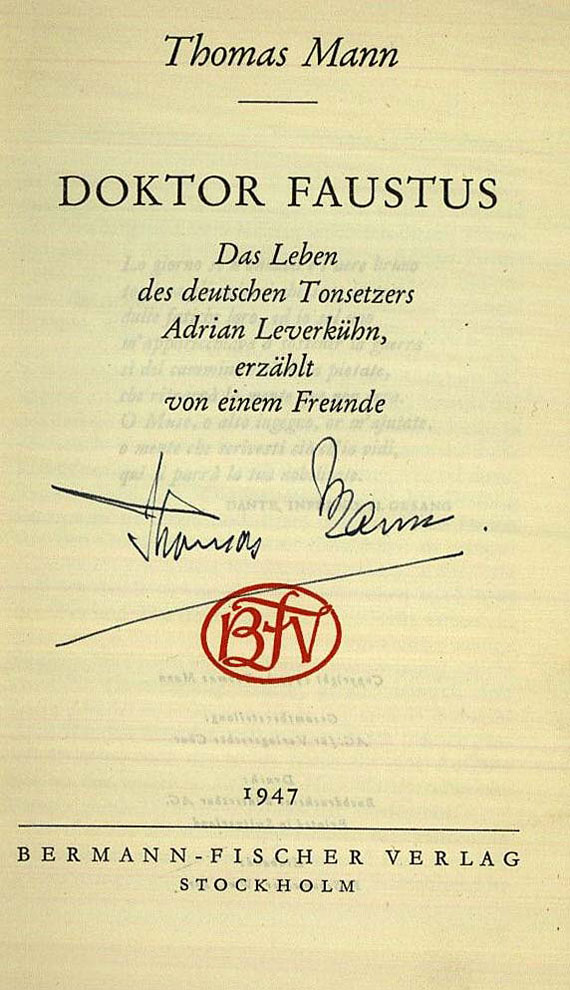 Thomas Mann
DOKTOR FAUSTUS
Das Leben
des deutschen Tonsetzers
Adrian Leverkühn,
erzählt
von einem Freunde
Thomas Mann.
BFV
1947
BERMANN-FISCHER VERLAG
STOCKHOLM